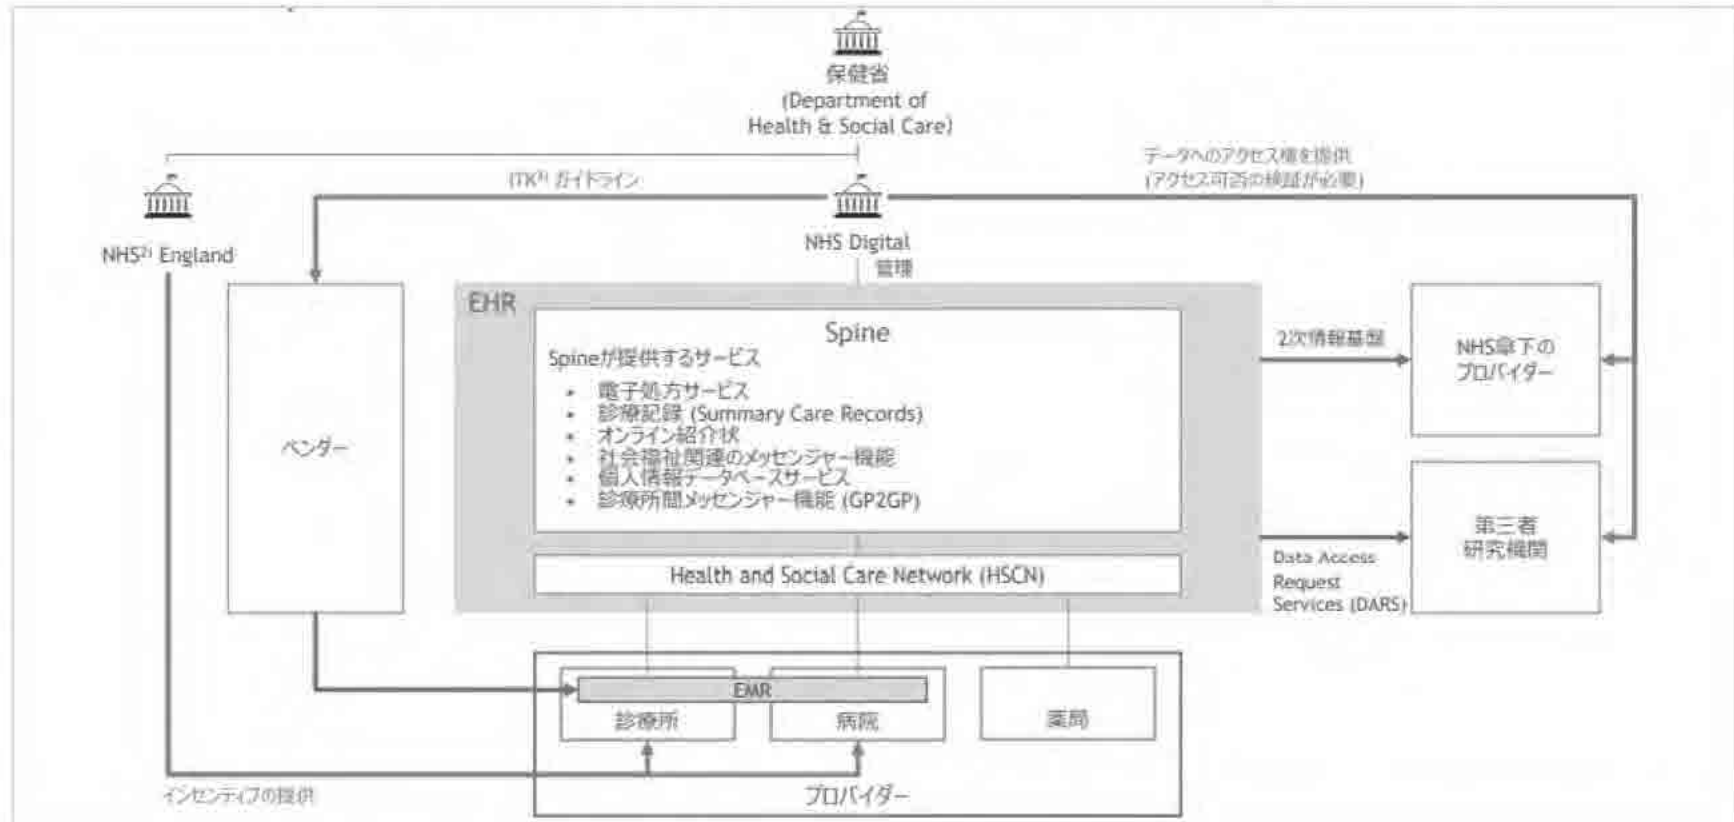 保健省
(Department of
Health & Social Care)
データへのアクセス権を提供
(アクセス可否の検証が必要)
ITK³⁾ ガイドライン
NHS²⁾ England
NHS Digital
管理
EHR
Spine
Spineが提供するサービス
• 電子処方サービス
• 診療記録 (Summary Care Records)
• オンライン紹介状
• 社会福祉関連のメッセンジャー機能
• 個人情報データベースサービス
• 診療所間メッセンジャー機能 (GP2GP)
Health and Social Care Network (HSCN)
ベンダー
2次情報基盤
NHS傘下の
プロバイダー
Data Access
Request
Services (DARS)
第三者
研究機関
EMR
診療所
病院
薬局
プロバイダー
インセンティブの提供